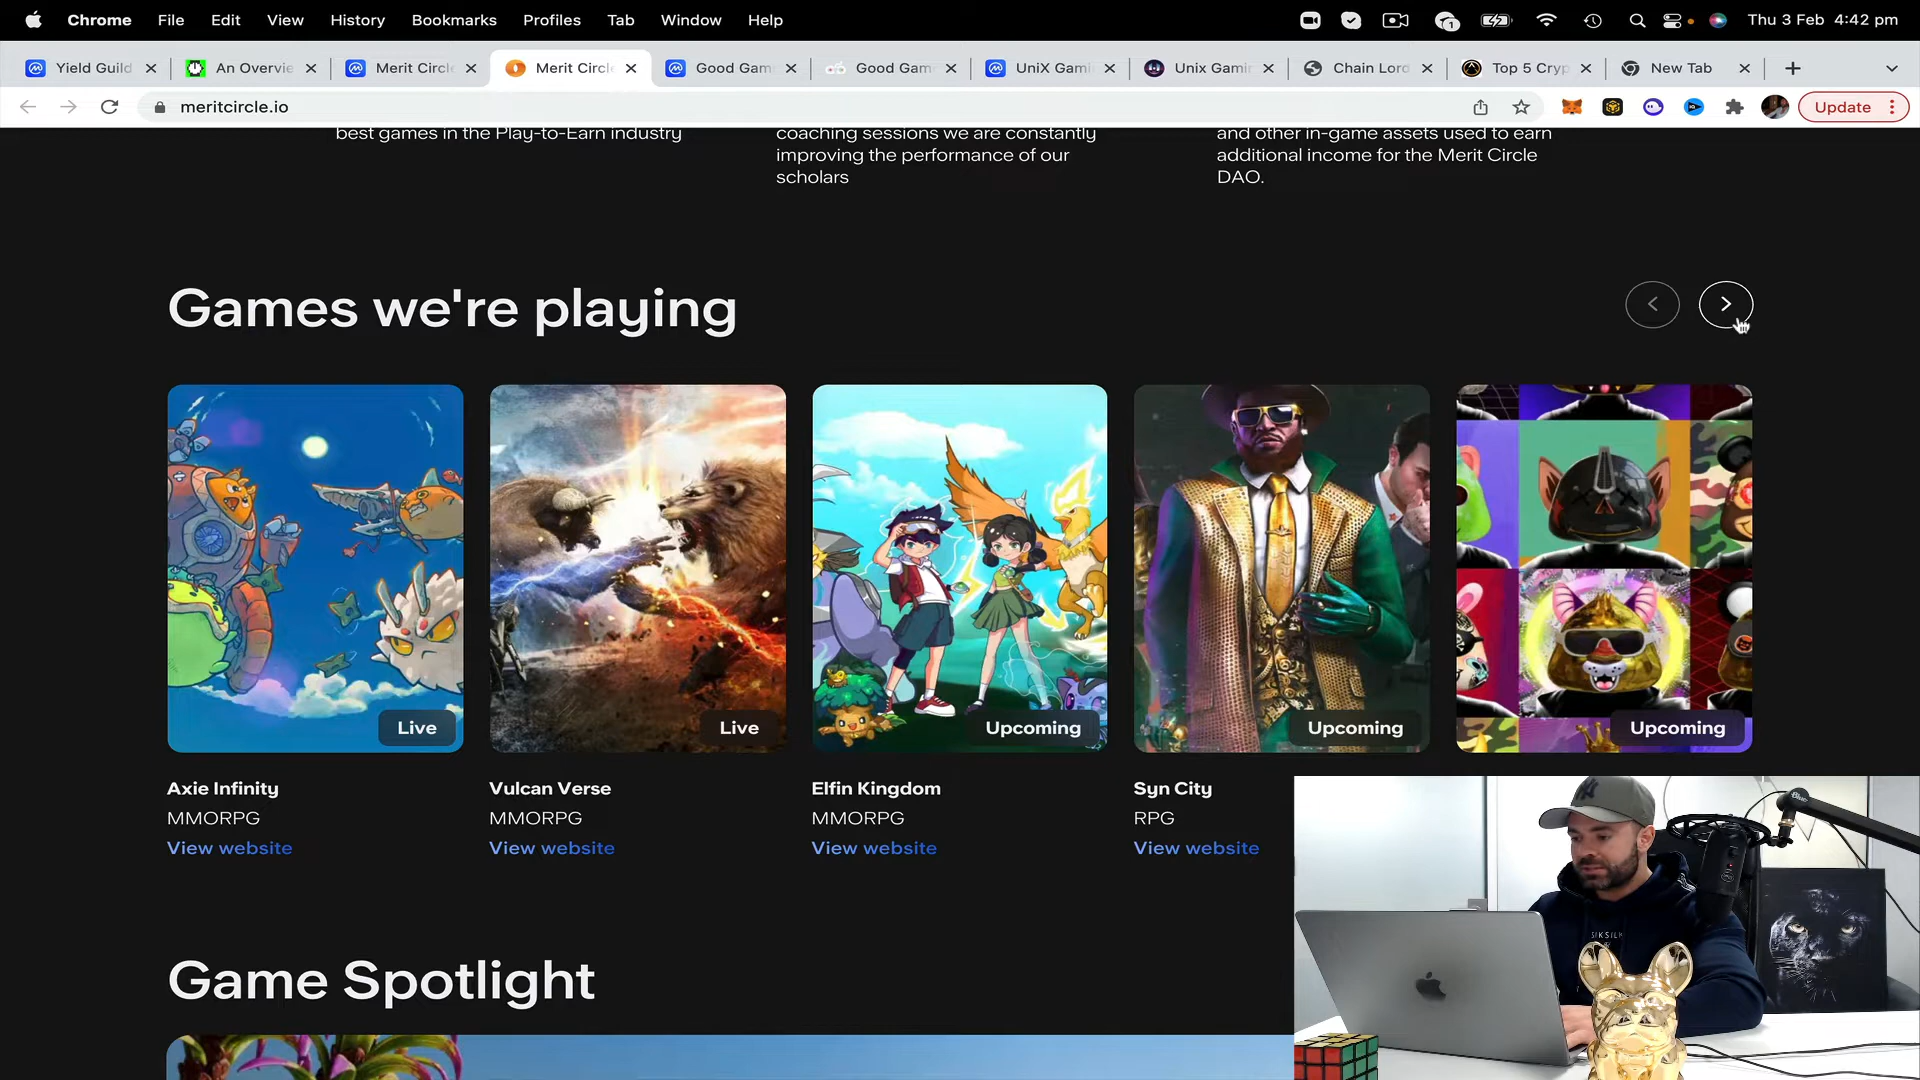 Chrome File Edit View History Bookmarks Profiles Tab Window Help
1
Thu 3 Feb 4:42 pm
Yield Guild
An Overvie
Merit Circle
Merit Circle
Good Gam
Good Game
UniX Gami
Unix Gamin
Chain Lord
Top 5 Cryp
New Tab
meritcircle.io
Update
best games in the Play-to-Earn industry
coaching sessions we are constantly
improving the performance of our
scholars
and other in-game assets used to earn
additional income for the Merit Circle
DAO.
Games we're playing
Live
Live
Upcoming
Upcoming
Upcoming
Axie Infinity
MMORPG
View website
Vulcan Verse
MMORPG
View website
Elfin Kingdom
MMORPG
View website
Syn City
RPG
View website
Game Spotlight
Blue
SIKSILK